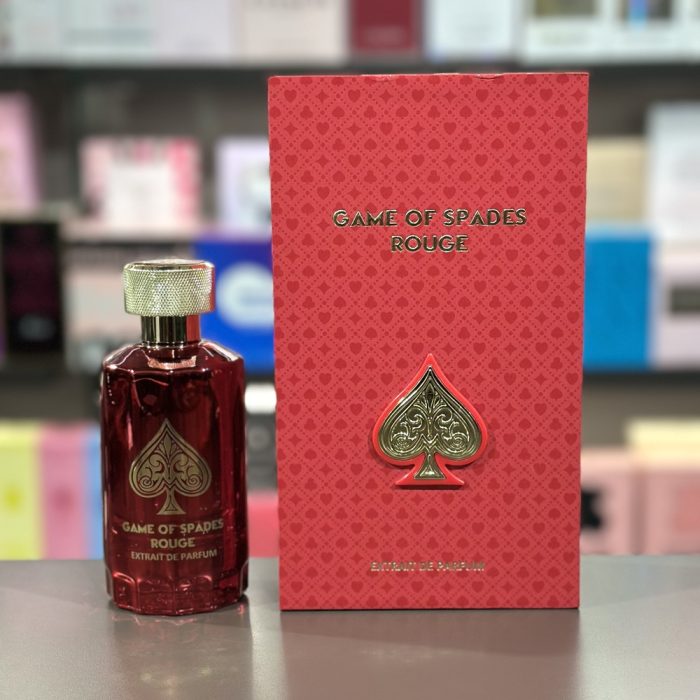 GAME OF SPADES
ROUGE
EXTRAIT DE PARFUM
GAME OF SPADES
ROUGE
EXTRAIT DE PARFUM